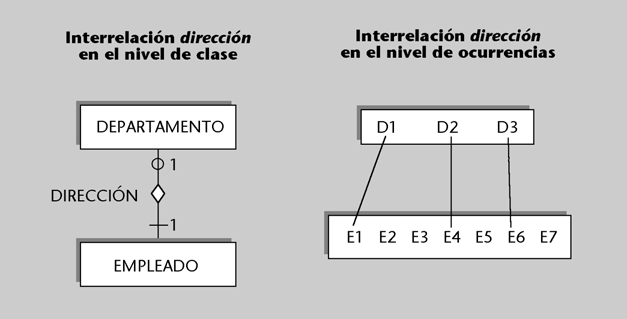 Interrelación dirección
en el nivel de clase
DEPARTAMENTO
1
DIRECCIÓN
1
EMPLEADO
Interrelación dirección
en el nivel de ocurrencias
D1 D2 D3
E1 E2 E3 E4 E5 E6 E7